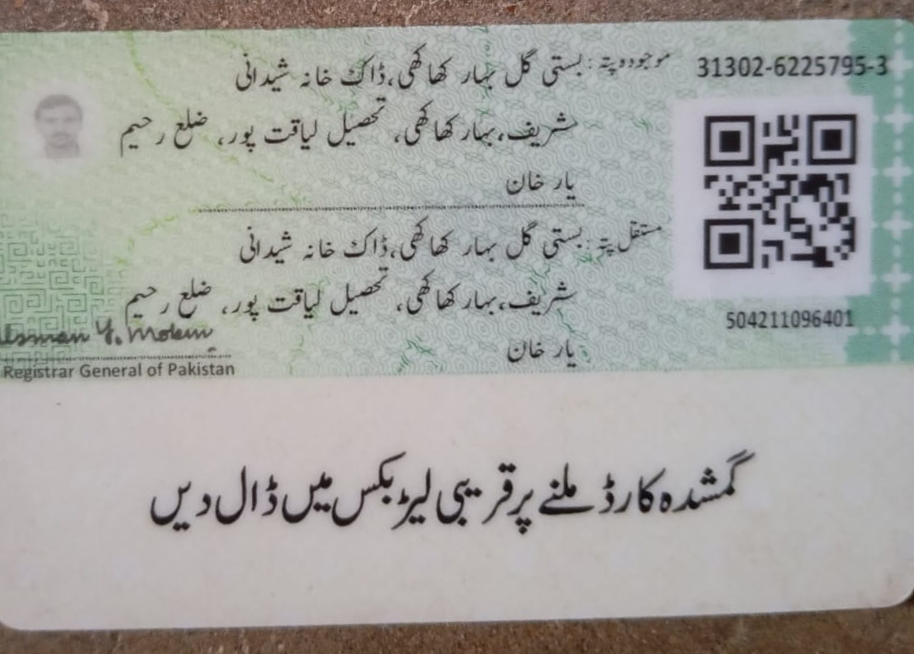 31302-6225795-3
موجودہ پتہ : بستی گل بہار کھاکھی، ڈاک خانہ شیدانی
شریف، بہار کھاکھی، تحصیل لیاقت پور، ضلع رحیم
یار خان
مستقل پتہ : بستی گل بہار کھاکھی، ڈاک خانہ شیدانی
شریف، بہار کھاکھی، تحصیل لیاقت پور، ضلع رحیم
یار خان
504211096401
Usman Y. Mobin
Registrar General of Pakistan
گمشدہ کارڈ ملنے پر قریبی لیٹر بکس میں ڈال دیں